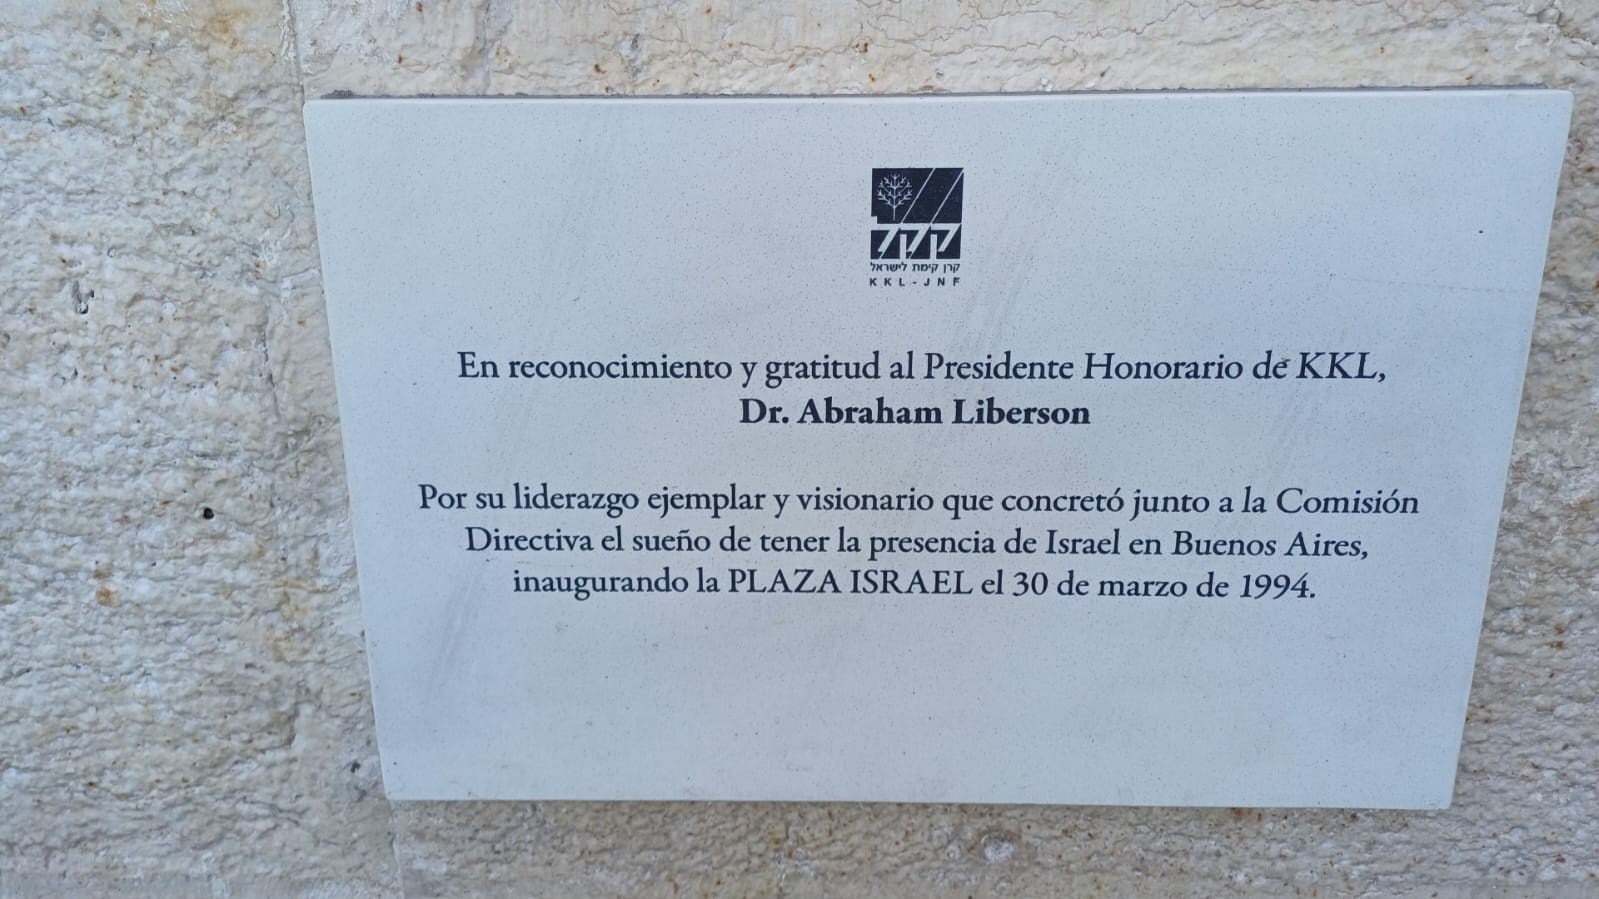 קקל
קרן קימת לישראל
KKL-JNF
En reconocimiento y gratitud al Presidente Honorario de KKL,
Dr. Abraham Liberson
Por su liderazgo ejemplar y visionario que concretó junto a la Comisión
Directiva el sueño de tener la presencia de Israel en Buenos Aires,
inaugurando la PLAZA ISRAEL el 30 de marzo de 1994.